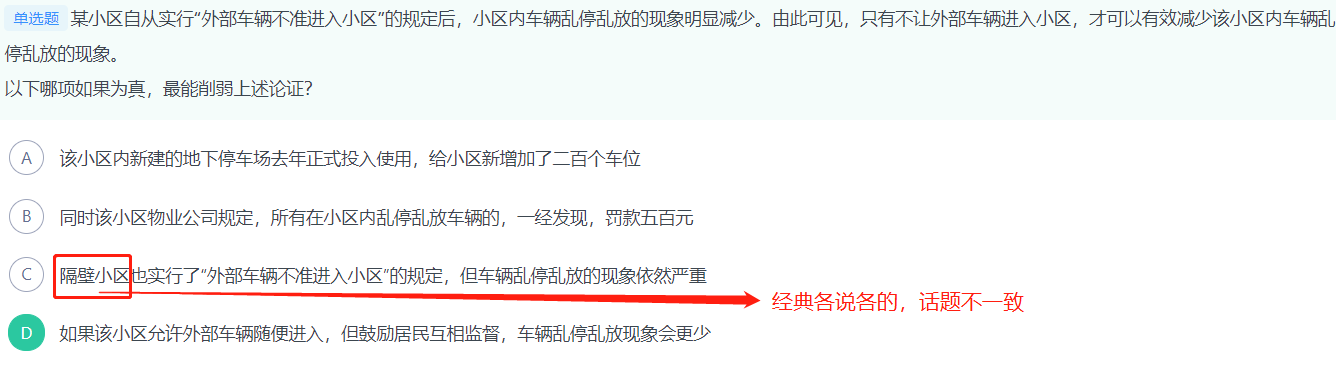 单选题 某小区自从实行“外部车辆不准进入小区”的规定后，小区内车辆乱停乱放的现象明显减少。由此可见，只有不让外部车辆进入小区，才可以有效减少该小区内车辆乱
停乱放的现象。
以下哪项如果为真，最能削弱上述论证？
A 该小区内新建的地下停车场去年正式投入使用，给小区新增加了二百个车位
B 同时该小区物业公司规定，所有在小区内乱停乱放车辆的，一经发现，罚款五百元
C 隔壁小区也实行了“外部车辆不准进入小区”的规定，但车辆乱停乱放的现象依然严重
经典各说各的，话题不一致
D 如果该小区允许外部车辆随便进入，但鼓励居民互相监督，车辆乱停乱放现象会更少